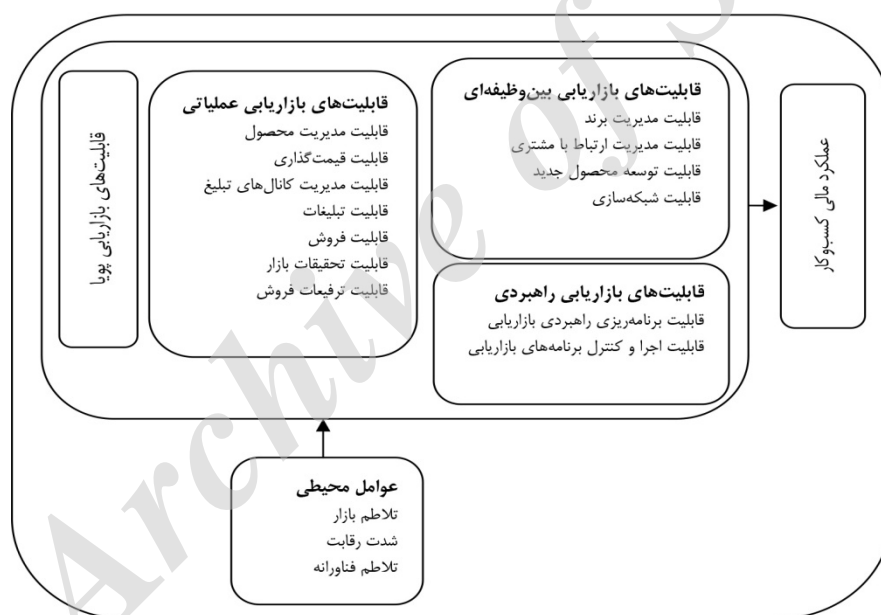 قابلیت‌های بازاریابی بین‌وظیفه‌ای
قابلیت مدیریت برند
قابلیت مدیریت ارتباط با مشتری
قابلیت توسعه محصول جدید
قابلیت شبکه‌سازی
قابلیت‌های بازاریابی راهبردی
قابلیت برنامه‌ریزی راهبردی بازاریابی
قابلیت اجرا و کنترل برنامه‌های بازاریابی
قابلیت‌های بازاریابی عملیاتی
قابلیت مدیریت محصول
قابلیت قیمت‌گذاری
قابلیت مدیریت کانال‌های تبلیغ
قابلیت تبلیغات
قابلیت فروش
قابلیت تحقیقات بازار
قابلیت ترفیعات فروش
قابلیت‌های بازاریابی پویا
عملکرد مالی کسب‌وکار
عوامل محیطی
تلاطم بازار
شدت رقابت
تلاطم فناورانه
Archive of S